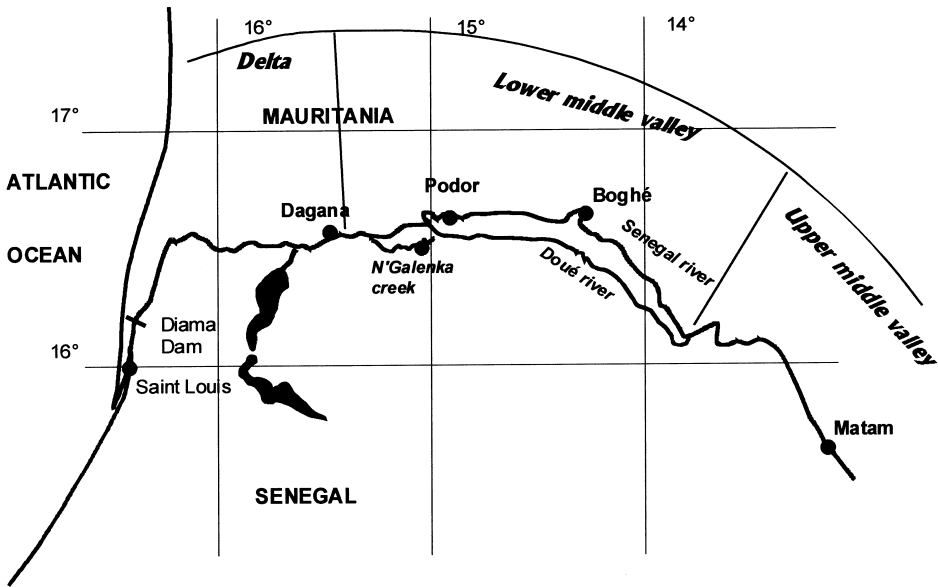 16°
15°
14°
Delta
Lower middle valley
MAURITANIA
17°
ATLANTIC
Podor
Boghé
Dagana
Upper middle valley
OCEAN
Senegal river
N'Galenka
creek
Doué river
Diama
Dam
16°
Saint Louis
Matam
SENEGAL